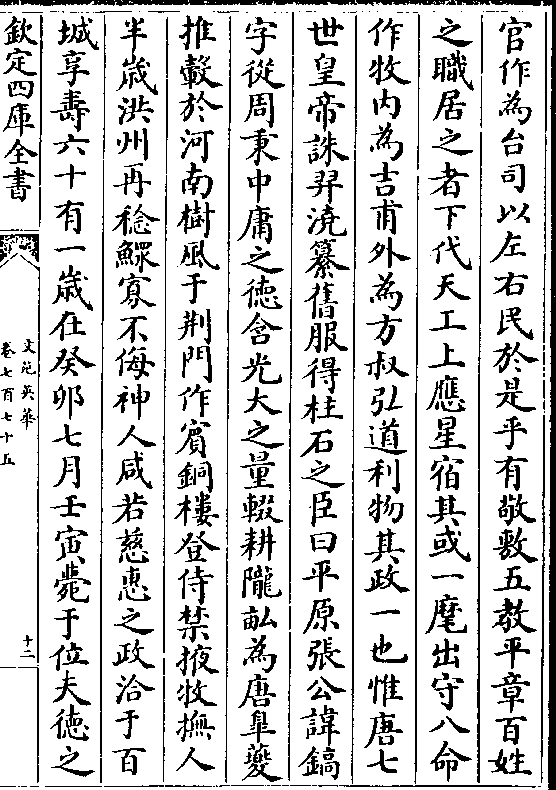 官作為台司以左右民於是乎有敬敷五教平章百姓
之職居之者下代天工上應星宿其或一麾出守八命
作牧内為吉甫外為方叔弘道利物其政一也惟唐七
世皇帝誅羿澆纂舊服得柱石之臣曰平原張公諱鎬
字從周秉中庸之徳含光大之量輟耕隴畝為唐臯夔
推轂於河南樹風于荆門作賓銅樓登侍禁掖牧撫人
半嵗洪州再稔鰥寡不侮神人咸若慈惠之政洽于百
城享夀六十有一嵗在癸卯七月壬寅薨于位夫徳之
欽定四庫全書
文苑英華
卷七百七十五
十二